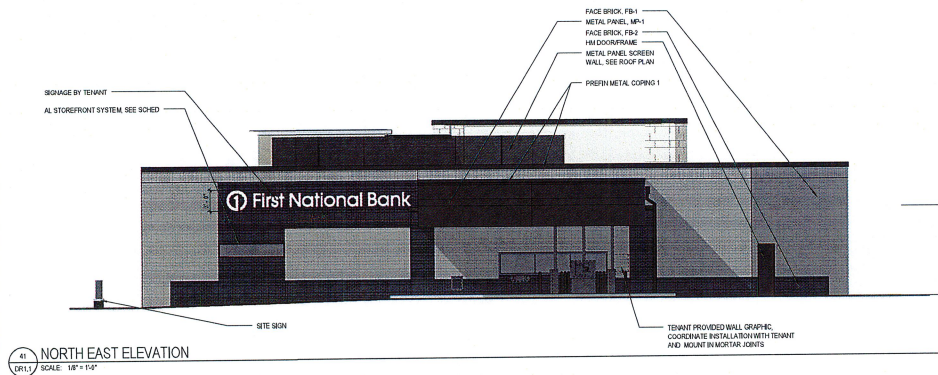 FACE BRICK, FB-1
METAL PANEL, MP-1
FACE BRICK, FB-2
HM DOOR/FRAME
METAL PANEL SCREEN
WALL, SEE ROOF PLAN
PREFIN METAL COPING 1
SIGNAGE BY TENANT
AL STOREFRONT SYSTEM, SEE SCHED
First National Bank
SITE SIGN
TENANT PROVIDED WALL GRAPHIC,
COORDINATE INSTALLATION WITH TENANT
AND MOUNT IN MORTAR JOINTS
41
DR1.1
NORTH EAST ELEVATION
SCALE: 1/8" = 1'-0"